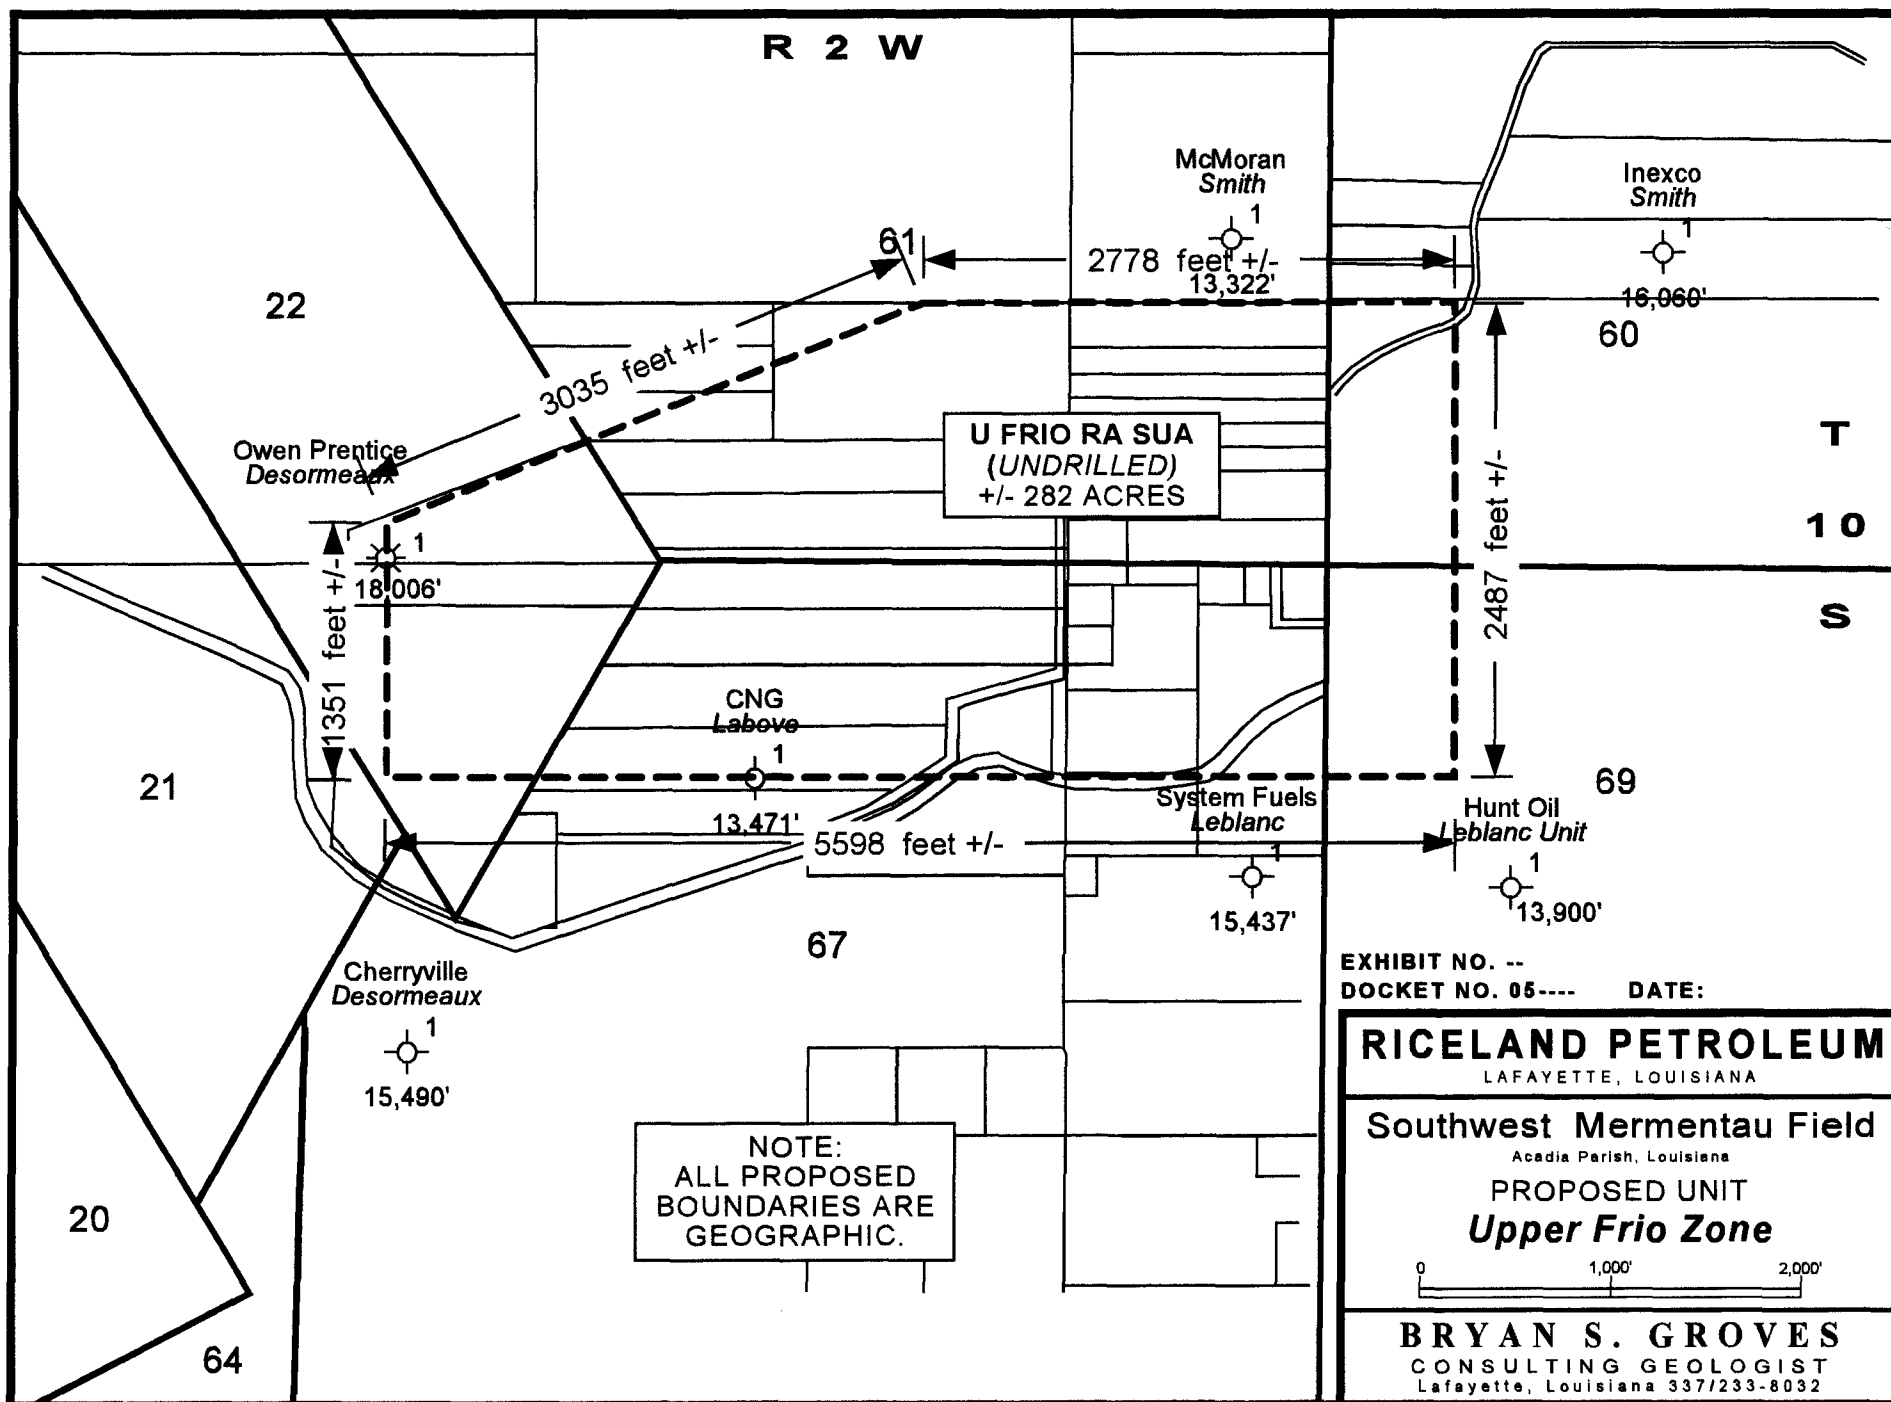 R 2 W
McMoran
Smith
1
13,322'
Inexco
Smith
1
16,060'
61
2778 feet +/-
22
60
3035 feet +/-
Owen Prentice
Desormeaux
1
18,006'
U FRIO RA SUA
(UNDRILLED)
+/- 282 ACRES
T
10
S
2487 feet +/-
1351 feet +/-
CNG
Labove
1
13,471'
21
69
System Fuels
Leblanc
1
15,437'
Hunt Oil
Leblanc Unit
1
13,900'
5598 feet +/-
67
Cherryville
Desormeaux
1
15,490'
EXHIBIT NO. --
DOCKET NO. 05---- DATE:
NOTE:
ALL PROPOSED
BOUNDARIES ARE
GEOGRAPHIC.
20
64
RICELAND PETROLEUM
LAFAYETTE, LOUISIANA
Southwest Mermentau Field
Acadia Parish, Louisiana
PROPOSED UNIT
Upper Frio Zone
0 1,000' 2,000'
BRYAN S. GROVES
CONSULTING GEOLOGIST
Lafayette, Louisiana 337/233-8032